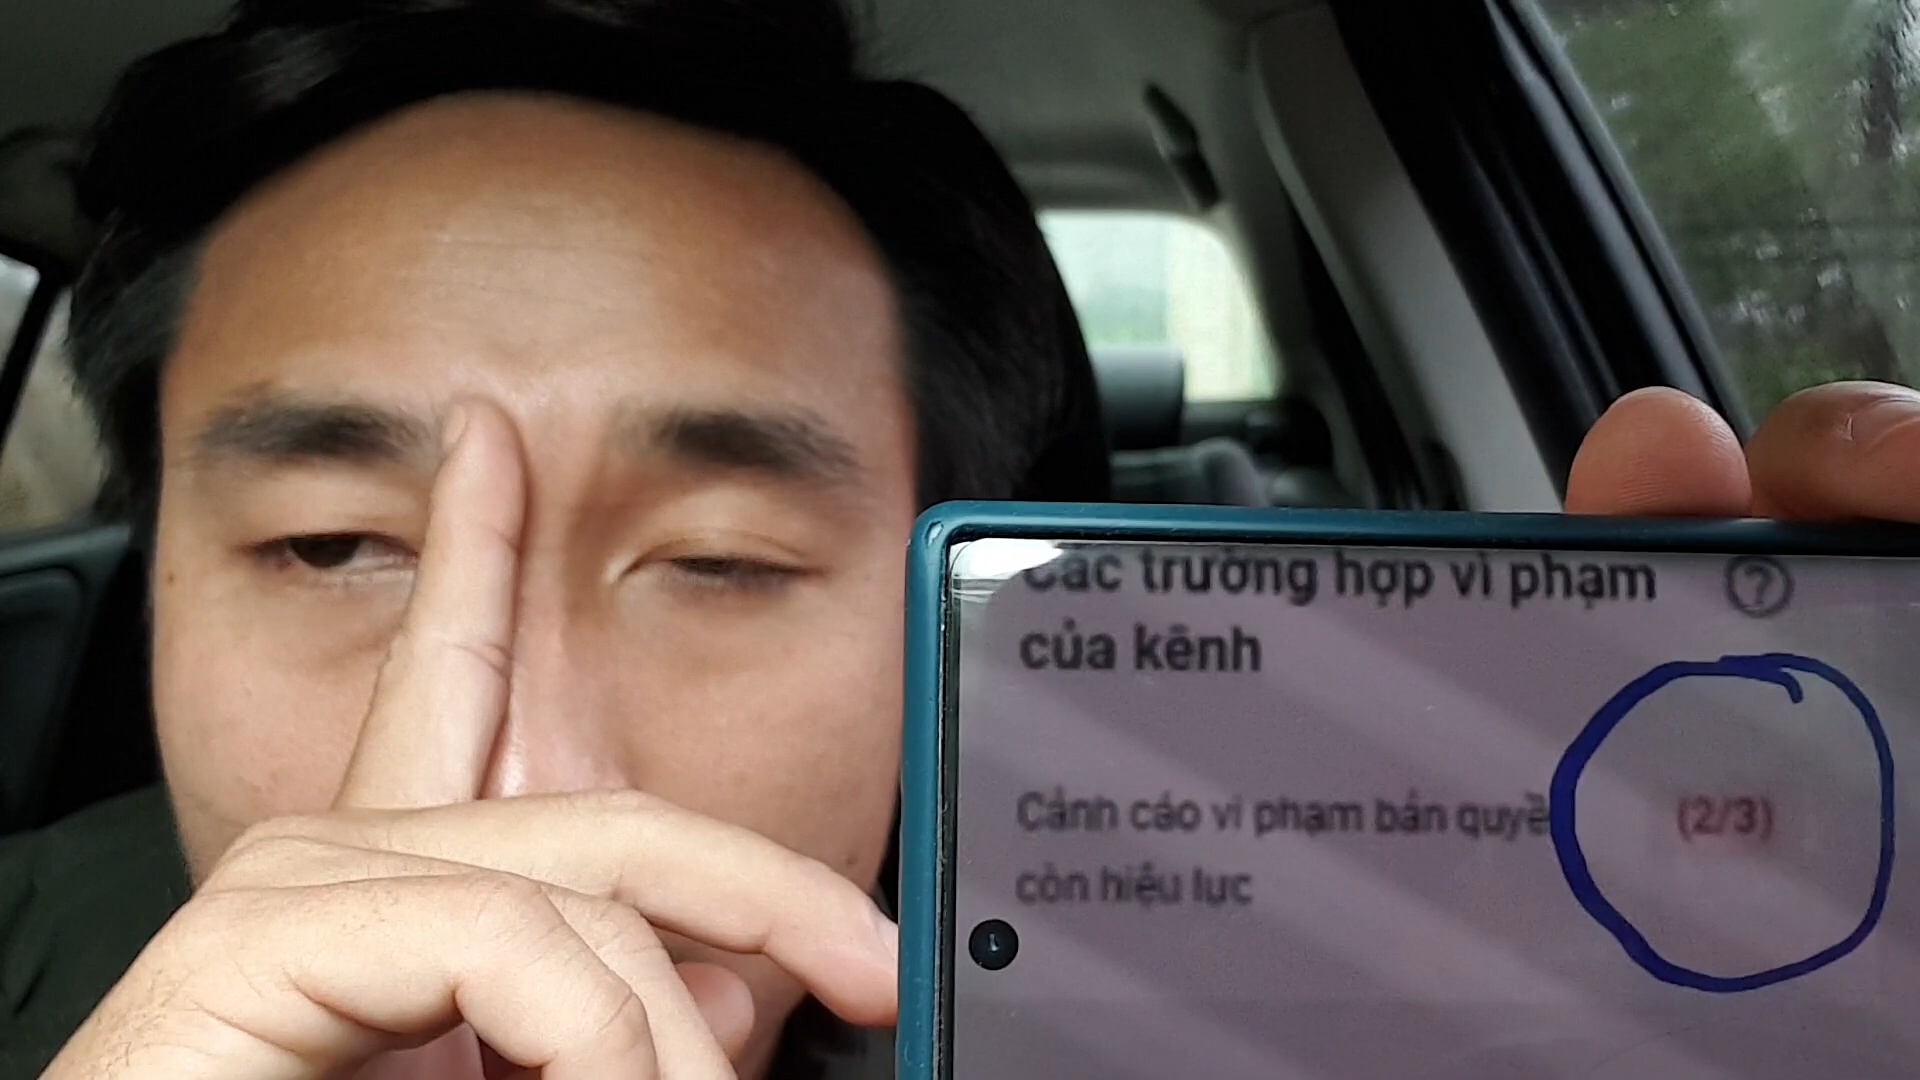 Các trường hợp vi phạm
của kênh
?
Cảnh cáo vi phạm bản quyề (2/3)
còn hiệu lực